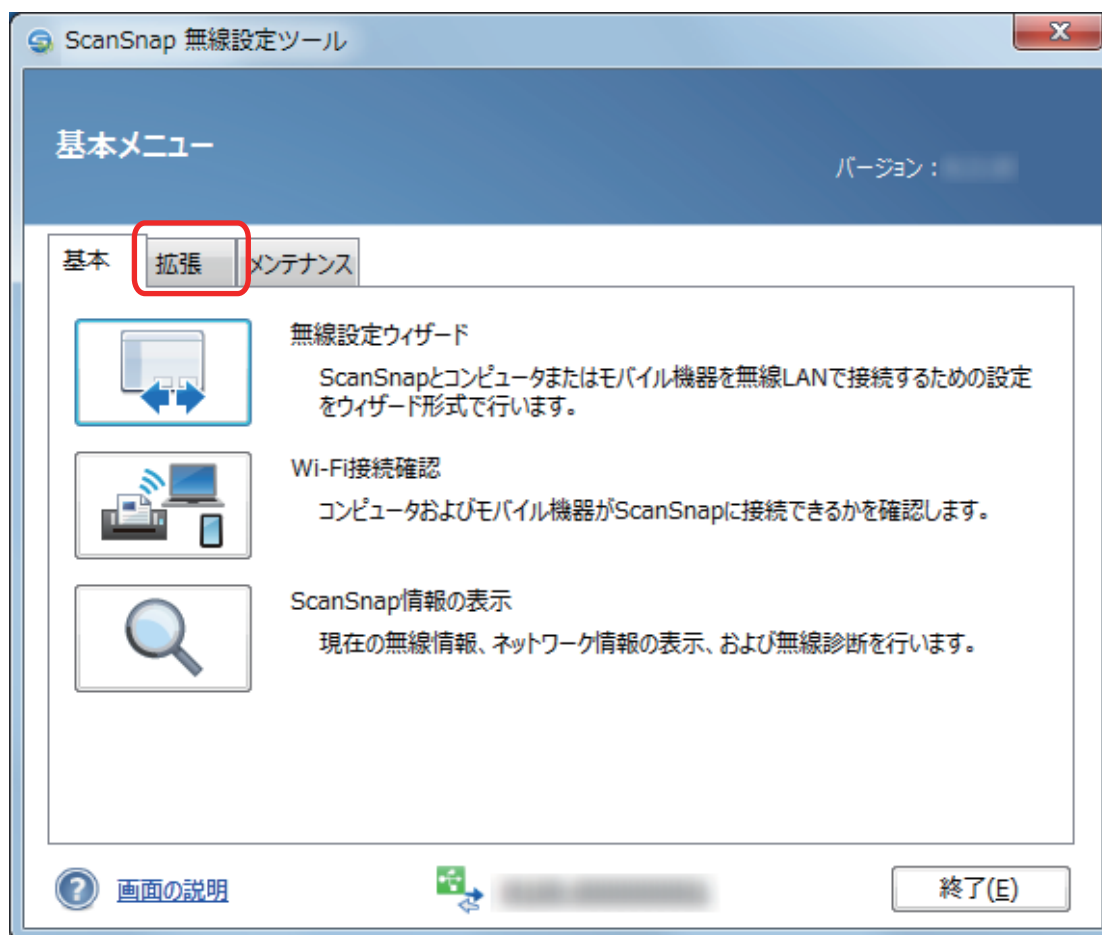 ScanSnap 無線設定ツール
基本メニュー
バージョン：
基本 拡張 メンテナンス
無線設定ウィザード
ScanSnapとコンピュータまたはモバイル機器を無線LANで接続するための設定
をウィザード形式で行います。
Wi-Fi接続確認
コンピュータおよびモバイル機器がScanSnapに接続できるかを確認します。
ScanSnap情報の表示
現在の無線情報、ネットワーク情報の表示、および無線診断を行います。
画面の説明
終了(E)